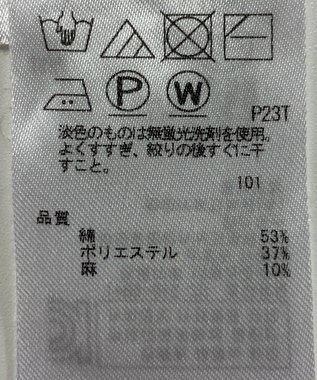 P W
P23T
淡色のものは無蛍光洗剤を使用。
よくすすぎ、絞りの後すぐに干
すこと。
101
品質
綿 53%
ポリエステル 37%
麻 10%